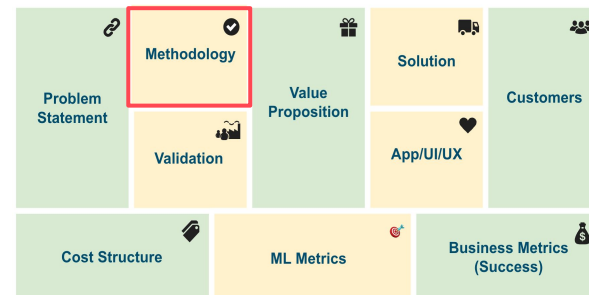 Problem
Statement
Methodology
Validation
Value
Proposition
Solution
App/UI/UX
Customers
Cost Structure
ML Metrics
Business Metrics
(Success)